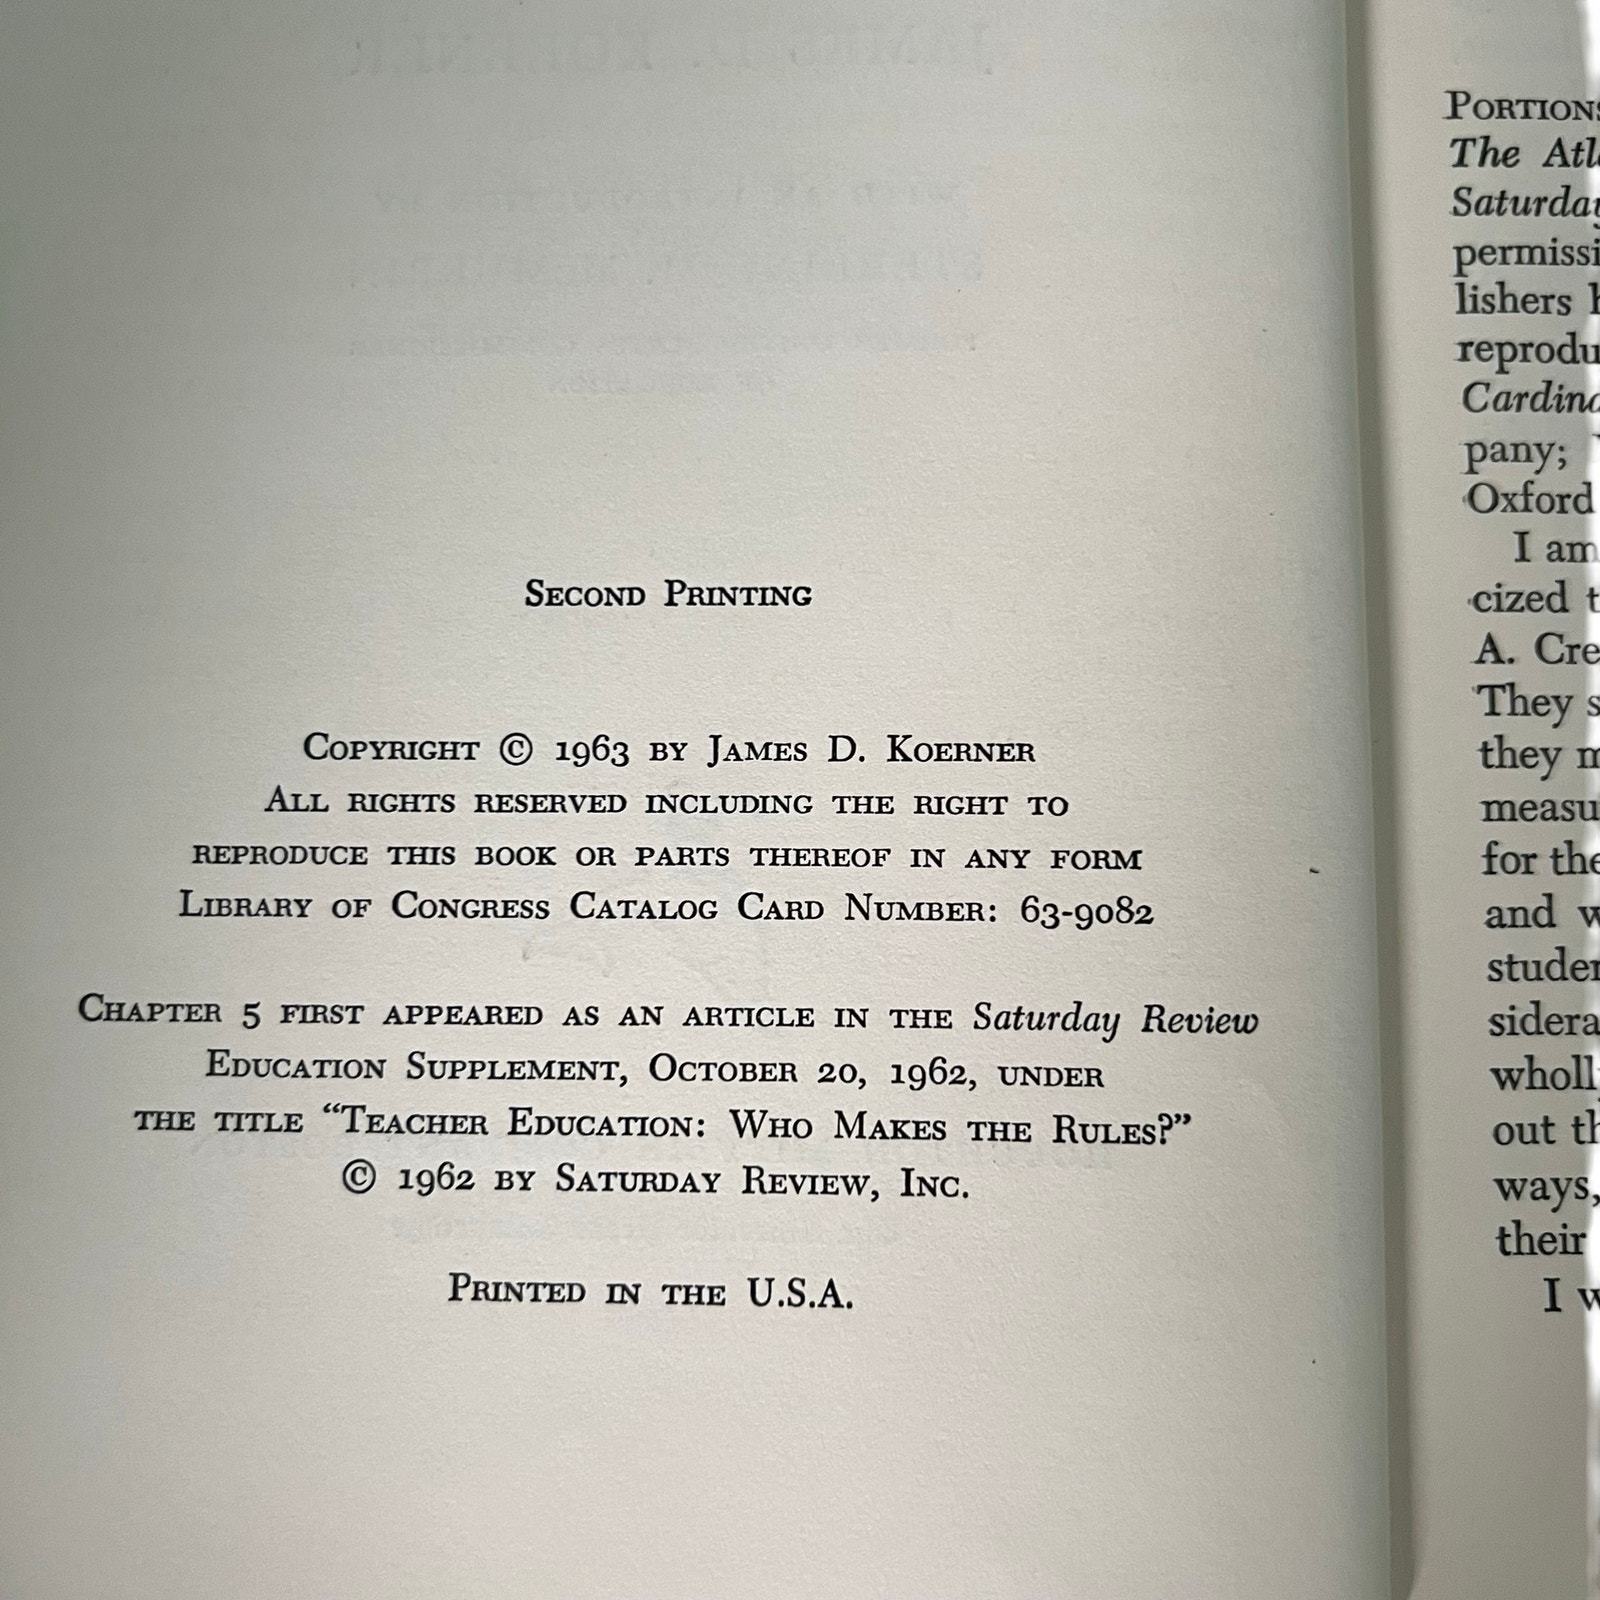 Second Printing
Copyright © 1963 by James D. Koerner
All rights reserved including the right to
reproduce this book or parts thereof in any form
Library of Congress Catalog Card Number: 63-9082
Chapter 5 first appeared as an article in the Saturday Review
Education Supplement, October 20, 1962, under
the title “Teacher Education: Who Makes the Rules?”
© 1962 by Saturday Review, Inc.
Printed in the U.S.A.
Portions
The Atl
Saturday
permissi
lishers h
reprodu
Cardina
pany;
Oxford
I am
cized t
A. Cre
They s
they m
measu
for the
and w
studen
sidera
wholl
out th
ways,
their
I w